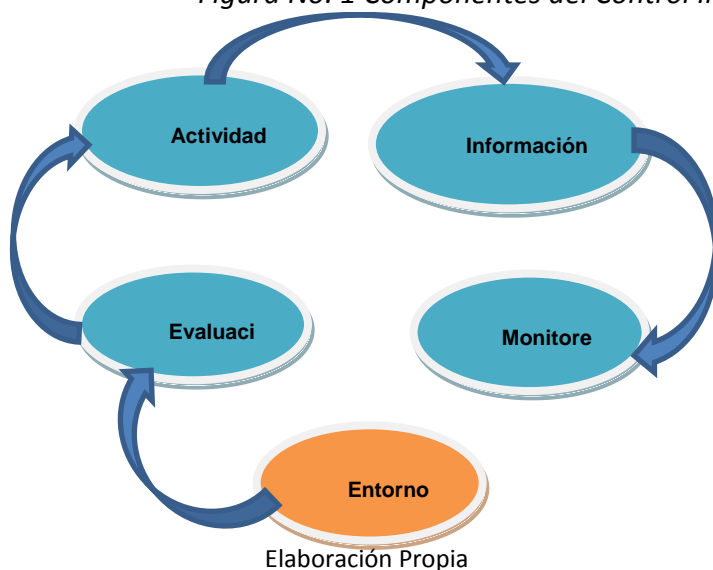 Figura No. 1 Componentes del Control I
Actividad
Información
Evaluaci
Monitore
Entorno
Elaboración Propia